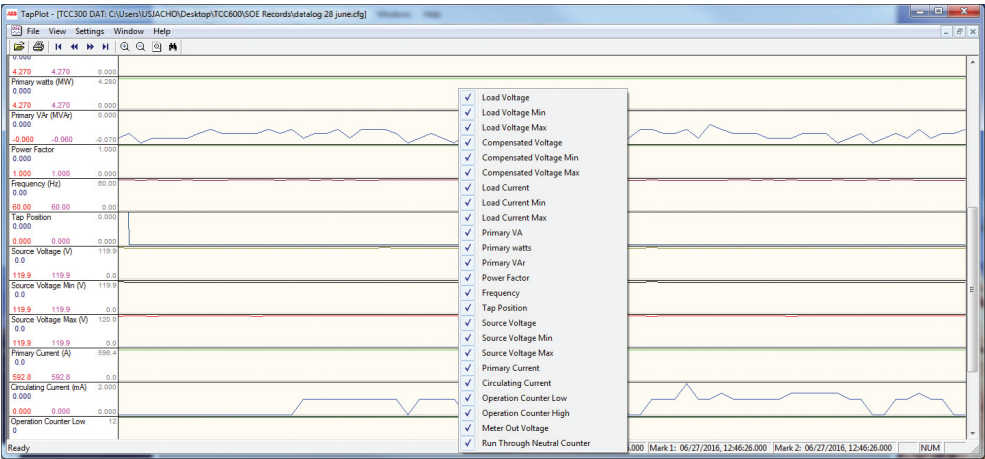 ABB TapPlot - [TCC300 DAT: C:\Users\USJACHO\Desktop\TCC600\SOE Records\datalog 28 june.cfg]
File View Settings Window Help
0.000
4.270 4.270 0.000
Primary watts (MW) 4.280
0.000
4.270 4.270 0.000
Primary VAr (MVAr) 0.000
0.000
-0.060 -0.060 -0.070
Power Factor 1.000
0.000
1.000 1.000 0.000
Frequency (Hz) 60.00
0.00
60.00 60.00 0.00
Tap Position 0.000
0.000
0.000 0.000 0.000
Source Voltage (V) 119.9
0.0
119.9 119.9 0.0
Source Voltage Min (V) 119.9
0.0
119.9 119.9 0.0
Source Voltage Max (V) 120.0
0.0
119.9 119.9 0.0
Primary Current (A) 596.4
0.0
592.8 592.8 0.0
Circulating Current (mA) 2.000
0.000
0.000 0.000 0.000
Operation Counter Low 12
0
Load Voltage
Load Voltage Min
Load Voltage Max
Compensated Voltage
Compensated Voltage Min
Compensated Voltage Max
Load Current
Load Current Min
Load Current Max
Primary VA
Primary watts
Primary VAr
Power Factor
Frequency
Tap Position
Source Voltage
Source Voltage Min
Source Voltage Max
Primary Current
Circulating Current
Operation Counter Low
Operation Counter High
Meter Out Voltage
Run Through Neutral Counter
Ready .000 Mark 1: 06/27/2016, 12:46:26.000 Mark 2: 06/27/2016, 12:46:26.000 NUM